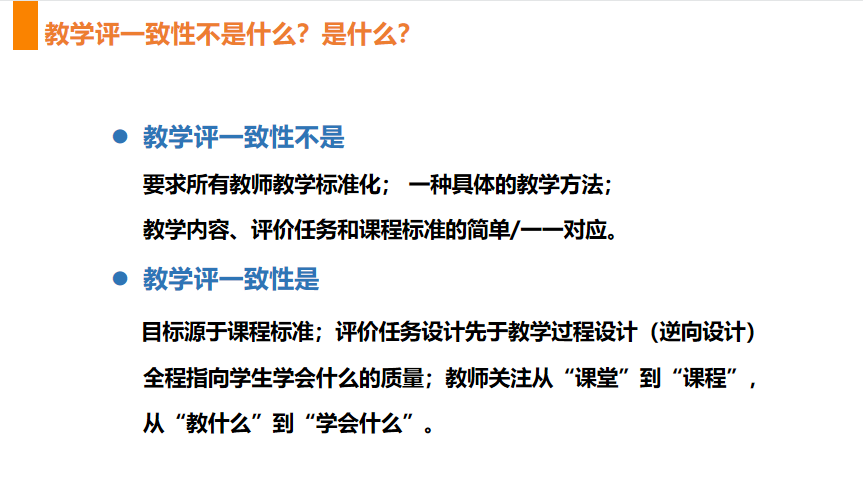 教学评一致性不是什么？是什么？
教学评一致性不是
要求所有教师教学标准化； 一种具体的教学方法；
教学内容、评价任务和课程标准的简单/一一对应。
教学评一致性是
目标源于课程标准；评价任务设计先于教学过程设计（逆向设计）
全程指向学生学会什么的质量；教师关注从“课堂”到“课程”，
从“教什么”到“学会什么”。